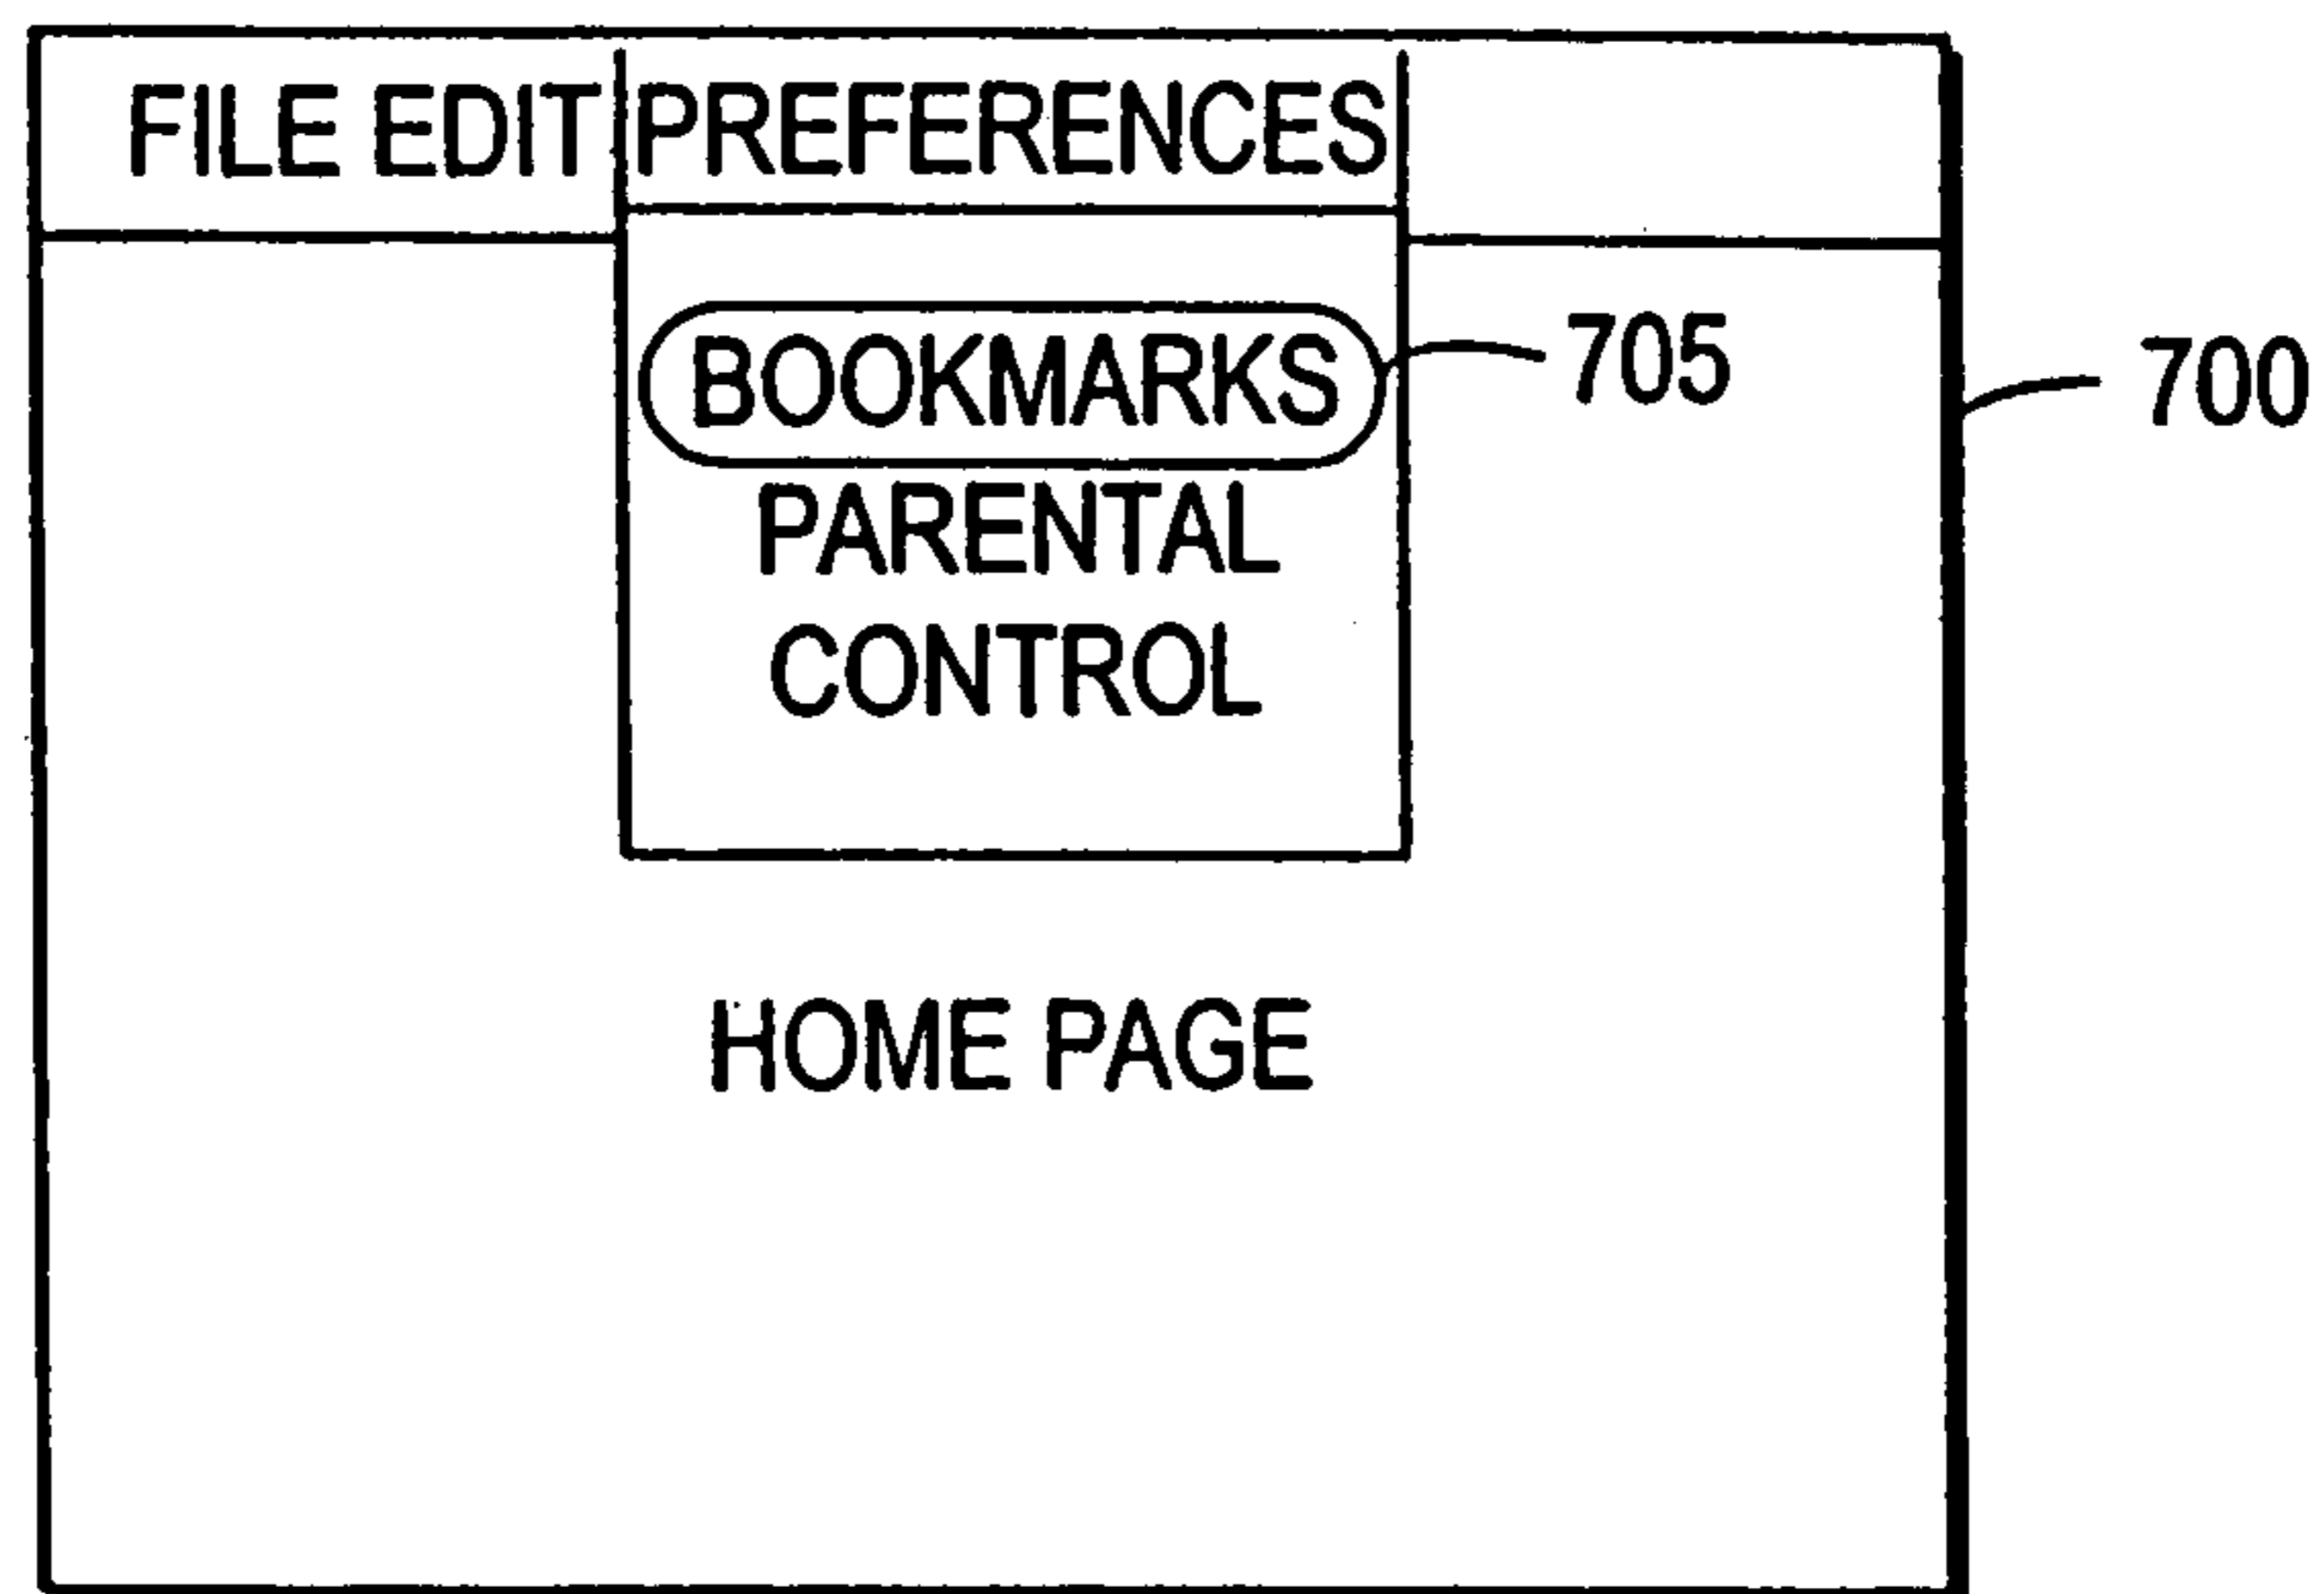 FILE EDIT PREFERENCES
BOOKMARKS
705
700
PARENTAL
CONTROL
HOME PAGE